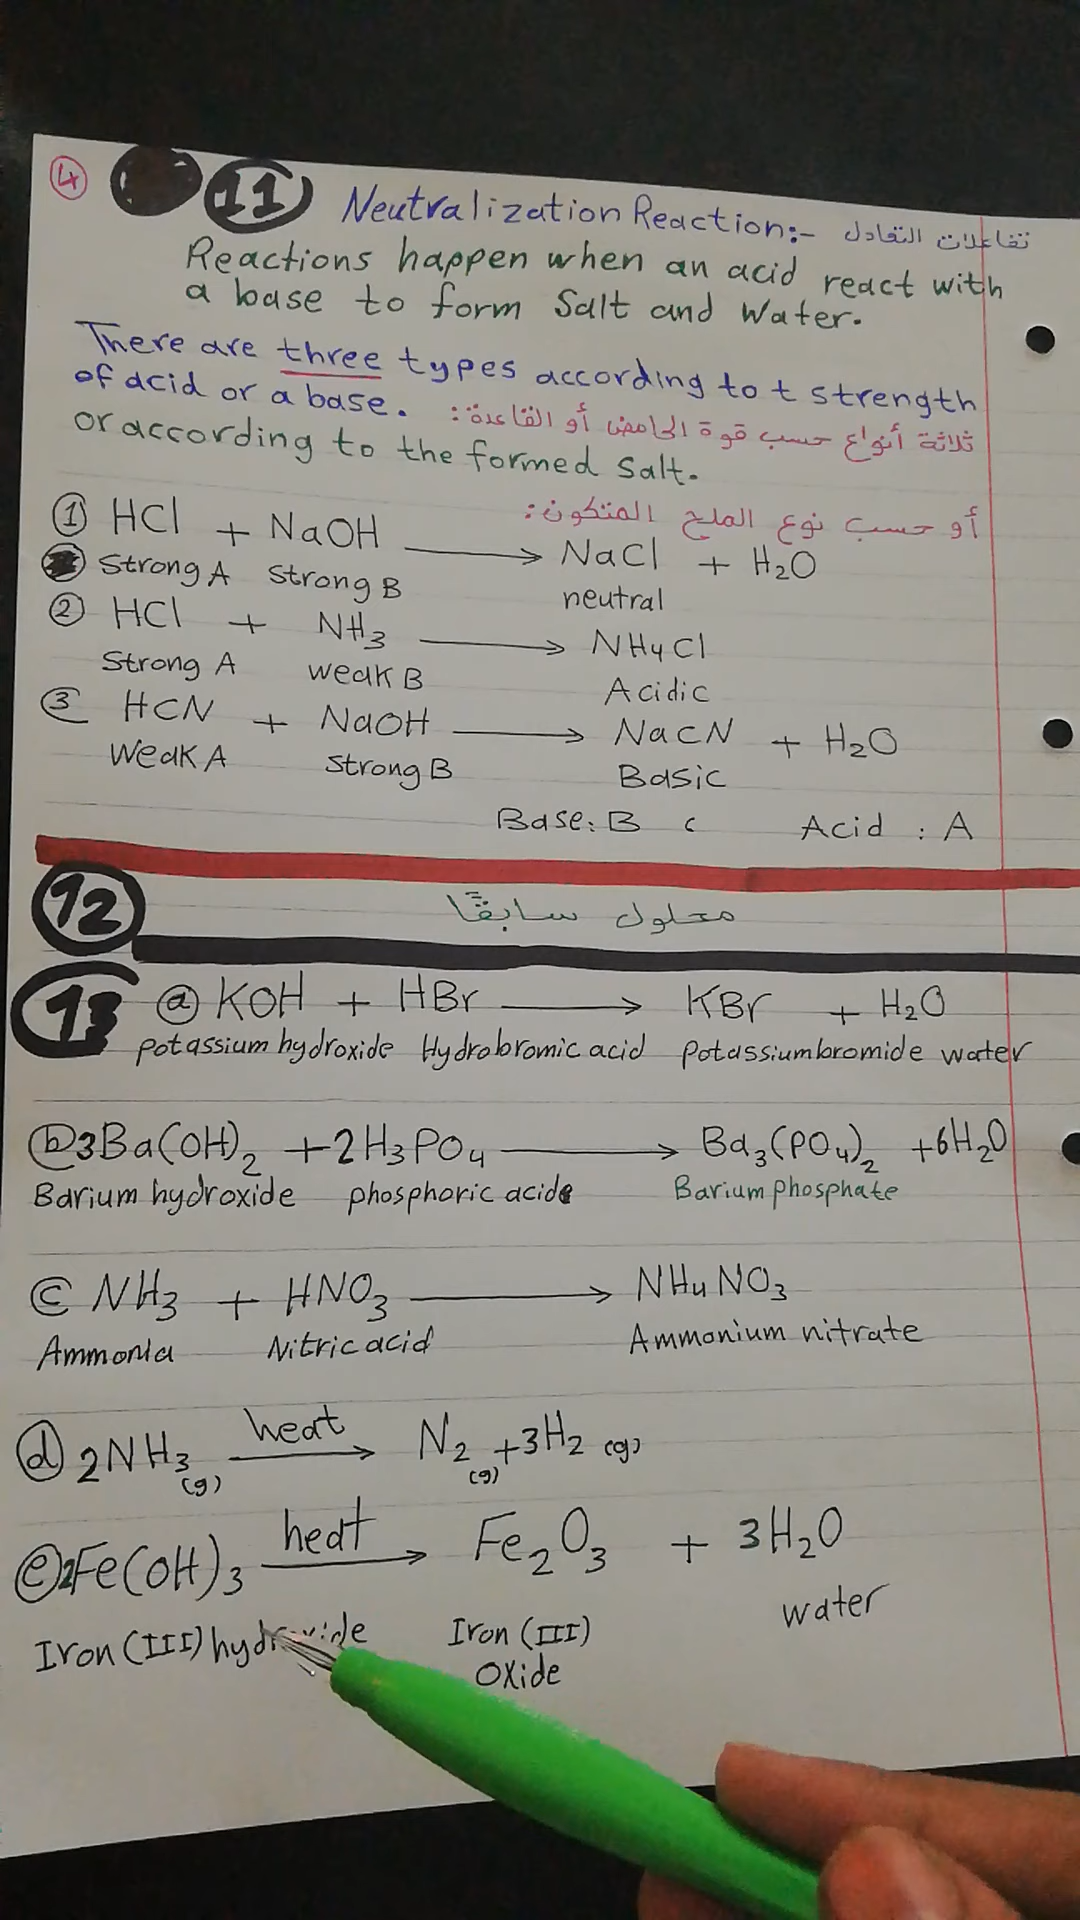 4
11 Neutralization Reaction:- تفاعلات التعادل
Reactions happen when an acid react with
a base to form Salt and Water.
There are three types according to t strength
of acid or a base. ثلاثة أنواع حسب قوة الحامض أو القاعدة:
or according to the formed salt.
أو حسب نوع الملح المتكون:
① HCl + NaOH ⟶ NaCl + H₂O
Strong A Strong B neutral
② HCl + NH₃ ⟶ NH₄Cl
Strong A weak B Acidic
③ HCN + NaOH ⟶ NaCN + H₂O
Weak A Strong B Basic
Base: B ، Acid : A
12 محلول سابقًا
13 ⓐ KOH + HBr ⟶ KBr + H₂O
potassium hydroxide Hydrobromic acid potassium bromide water
ⓑ 3Ba(OH)₂ + 2H₃PO₄ ⟶ Ba₃(PO₄)₂ + 6H₂O
Barium hydroxide phosphoric acid Barium phosphate
ⓒ NH₃ + HNO₃ ⟶ NH₄NO₃
Ammonia Nitric acid Ammonium nitrate
ⓓ 2NH₃(g) heat ⟶ N₂(g) + 3H₂(g)
ⓔ 2Fe(OH)₃ heat ⟶ Fe₂O₃ + 3H₂O
Iron (III) hydroxide Iron (III) water
Oxide